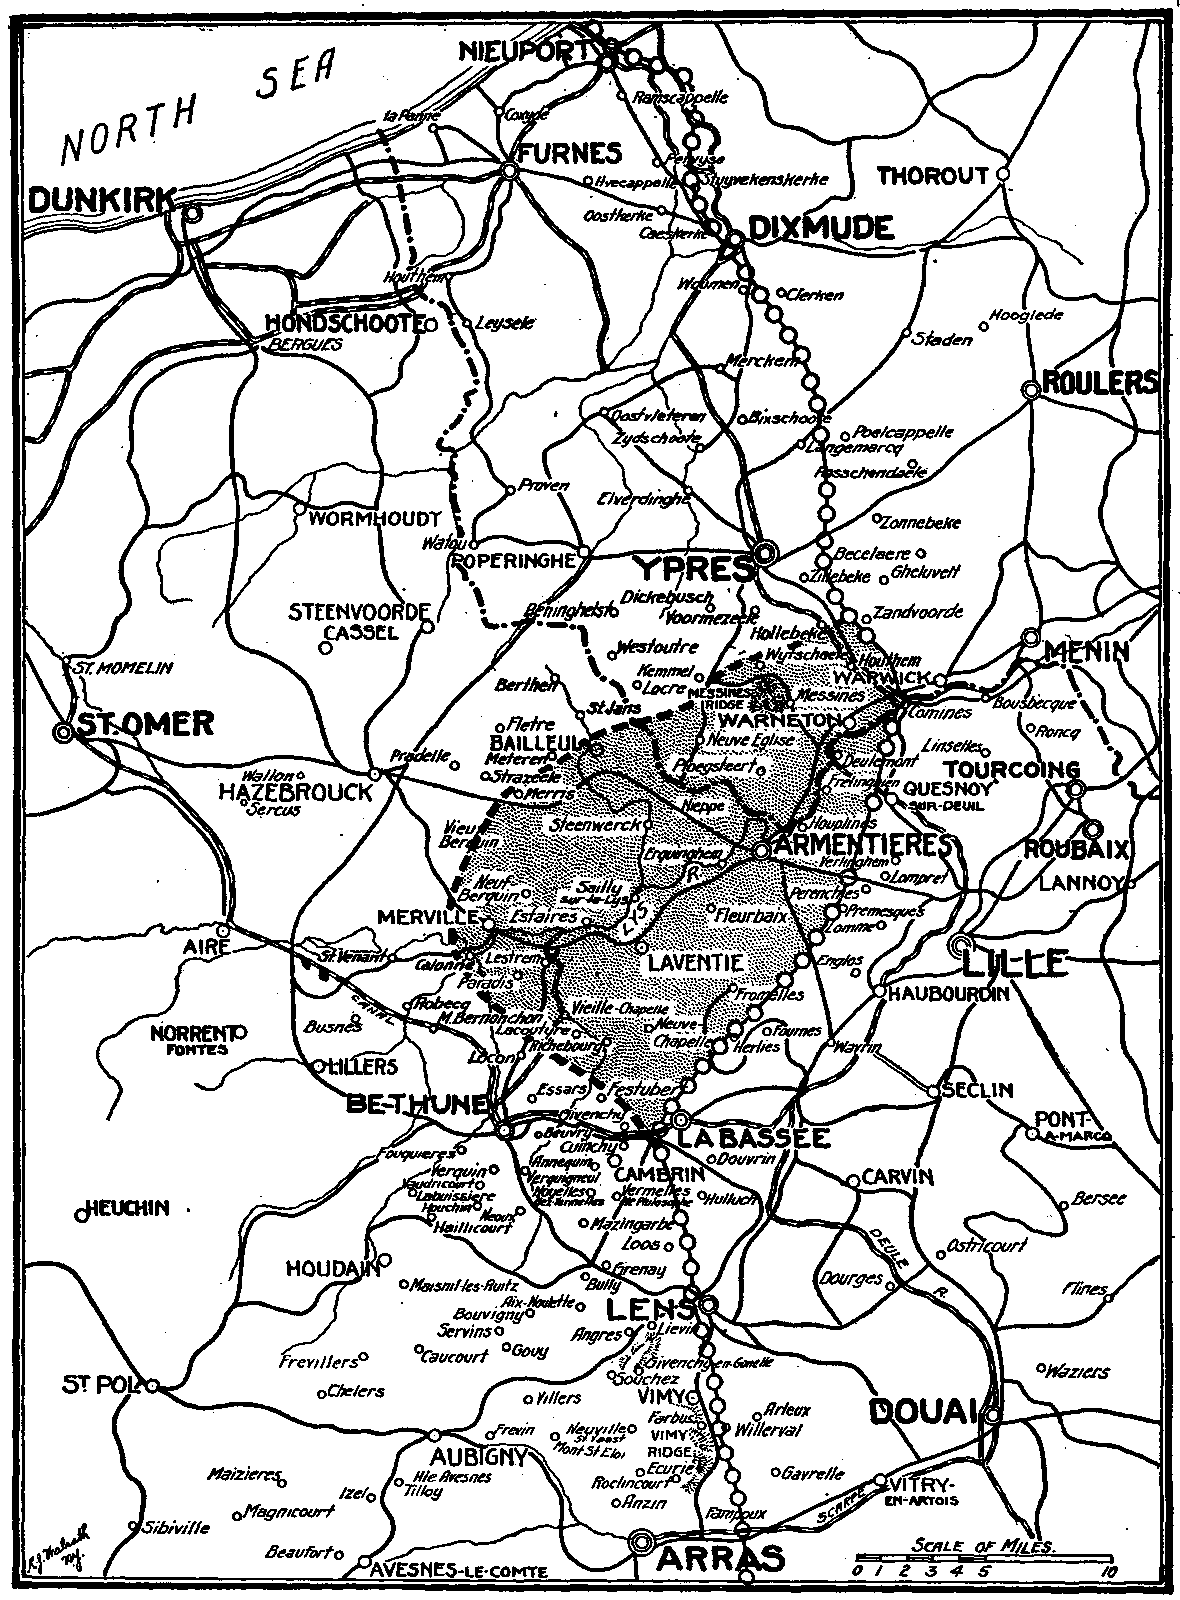 NORTH SEA
NIEUPORT
Ramscappelle
La Panne
Coxyde
FURNES
Pervyse
THOROUT
Hvecappelle
Stuyvekenskerke
DUNKIRK
Oostkerke
Caeskerke
DIXMUDE
Houthem
Woumen
Clerken
HONDSCHOOTE
Leysele
Hooglede
BERGUES
Staden
Merckem
ROULERS
Oostvleteren
Bixschoote
Zydschoote
Poelcappelle
Langemarcq
Passchendaele
Proven
Elverdinghe
WORMHOUDT
Zonnebeke
Watou
POPERINGHE
YPRES
Becelaere
Zillebeke
Gheluvelt
STEENVOORDE
Reninghelst
Dickebusch
Voormezeele
Zandvoorde
CASSEL
Hollebeke
Westoutre
Wytschaete
Houthem
MENIN
ST. MOMELIN
Kemmel
WARWICK
Berthen
Locre
MESSINES
RIDGE
Messines
Bousbecque
St. Jans
WARNETON
Comines
ST. OMER
Fletre
BAILLEUL
Neuve Eglise
Roncq
Pradelle
Meteren
Linselles
Wallon
Strazeele
Ploegsteert
Deulemont
TOURCOING
HAZEBROUCK
Merris
Frelinghien
QUESNOY
SUR-DEUIL
Sercus
Nieppe
Vieu
Berquin
Steenwerck
Houplines
ARMENTIERES
ROUBAIX
Erquinghem
Verlinghem
Lompret
LANNOY
Neuf-
Berquin
Sailly
sur-la-Lys
Perenchies
MERVILLE
Estaires
LYS R.
Fleurbaix
Premesques
Lomme
AIRE
St. Venant
Calonne
Lestrem
LAVENTIE
Englos
LILLE
Paradis
CANAL
Robecq
Vieille-Chapelle
Fromelles
HAUBOURDIN
NORRENT
FONTES
Busnes
M. Bernonchon
Lacouture
Neuve-
Chapelle
Fournes
Herlies
Wavrin
Richebourg
Locon
LILLERS
Essars
Festubert
SECLIN
BETHUNE
Givenchy
PONT-
A-MARCQ
Beuvry
Cuinchy
LA BASSÉE
Fouquieres
Annequin
Douvrin
Verquin
Verquigneul
CAMBRIN
CARVIN
Vaudricourt
Noyelles
Vermelles
Hulluch
Labuissiere
Bersee
HEUCHIN
Houchin
Noeux
Haillicourt
Mazingarbe
Loos
DEULE R.
Ostricourt
HOUDAIN
Grenay
Dourges
Maisnil-les-Ruitz
Bully
Flines
Aix-Noulette
LENS
Bouvigny
Servins
Angres
Lievin
Frevillers
Caucourt
Gouy
Givenchy-en-Gohelle
Souchez
Waziers
ST. POL
Chelers
Villers
VIMY
Farbus
Arleux
DOUAI
Frevin
Neuville
St Vaast
VIMY
RIDGE
Willerval
AUBIGNY
Mont St Eloi
Ecurie
Maizieres
Hte Avesnes
Tilloy
Roclincourt
Gavrelle
VITRY-
EN-ARTOIS
Izel
Anzin
Magnicourt
Fampoux
SCARPE
Sibiville
Beaufort
ARRAS
AVESNES-LE-COMTE
SCALE OF MILES.
0 1 2 3 4 5 10